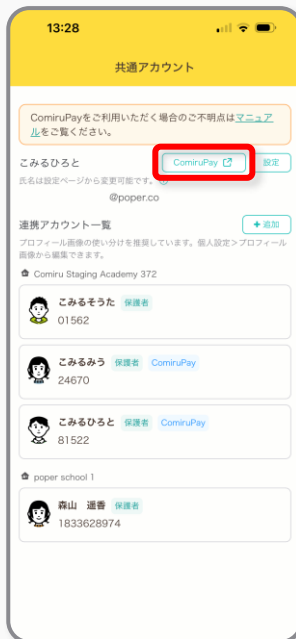 13:28
共通アカウント
ComiruPayをご利用いただく場合のご不明点はマニュア
ルをご覧ください。
こみるひろと
ComiruPay
設定
氏名は設定ページから変更可能です。
@poper.co
連携アカウント一覧
+追加
プロフィール画像の使い分けを推奨しています。個人設定>プロフィール
画像から編集できます。
Comiru Staging Academy 372
こみるそうた 保護者
01562
こみるみう 保護者 ComiruPay
24670
こみるひろと 保護者 ComiruPay
81522
poper school 1
森山 遥香 保護者
1833628974